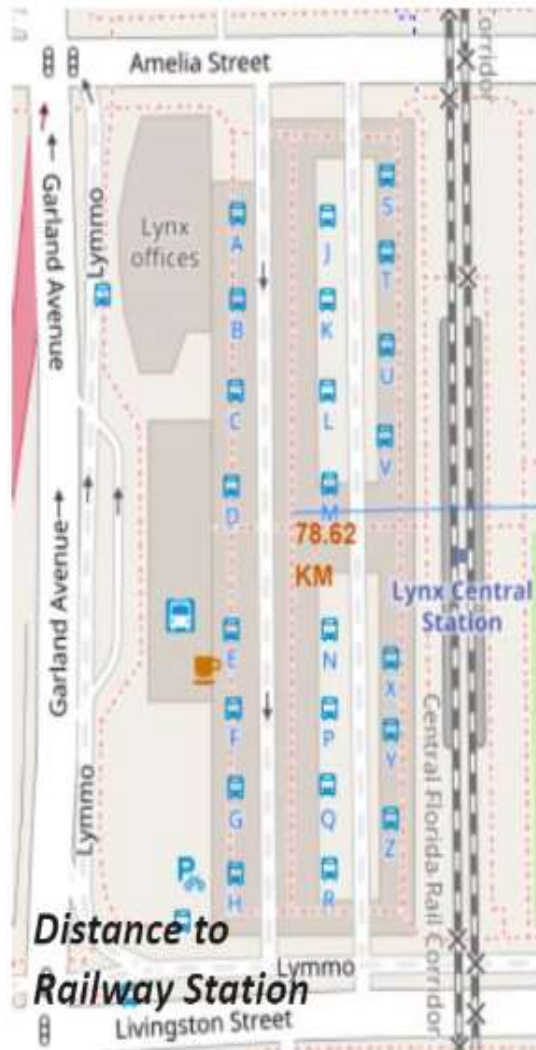 Amelia Street
Corridor
Garland Avenue
Lymmo
Lynx
offices
A
B
C
D
J
K
L
M
S
T
U
V
78.62
KM
Garland Avenue
Lynx Central
Station
E
F
G
H
N
P
Q
R
X
Y
Z
Central Florida Rail Corridor
Lymmo
Distance to
Railway Station
Lymmo
Livingston Street